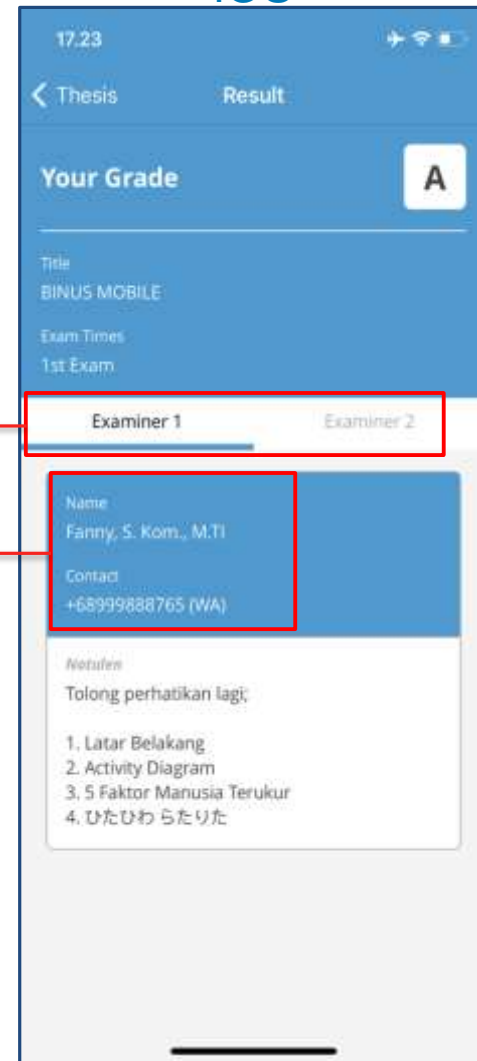 iOS
17.23
Thesis
Result
Your Grade
A
Title
BINUS MOBILE
Exam Times
1st Exam
Examiner 1
Examiner 2
Name
Fanny, S. Kom., M.TI
Contact
+68999888765 (WA)
Notulen
Tolong perhatikan lagi;
1. Latar Belakang
2. Activity Diagram
3. 5 Faktor Manusia Terukur
4. ひたひわ らたりた